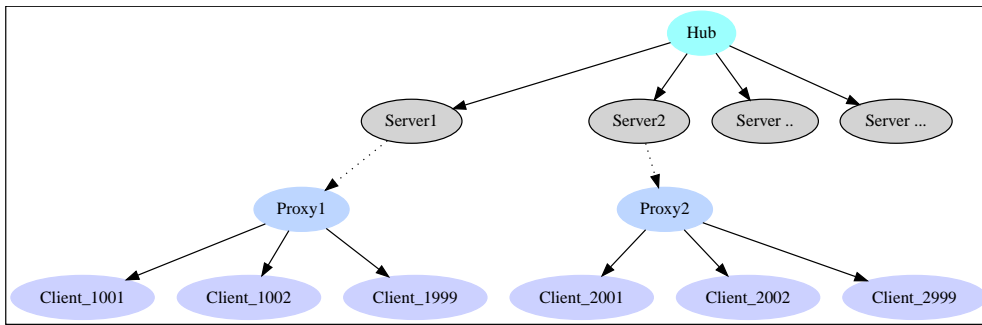 Hub
Server1
Server2
Server ..
Server ...
Proxy1
Proxy2
Client_1001
Client_1002
Client_1999
Client_2001
Client_2002
Client_2999